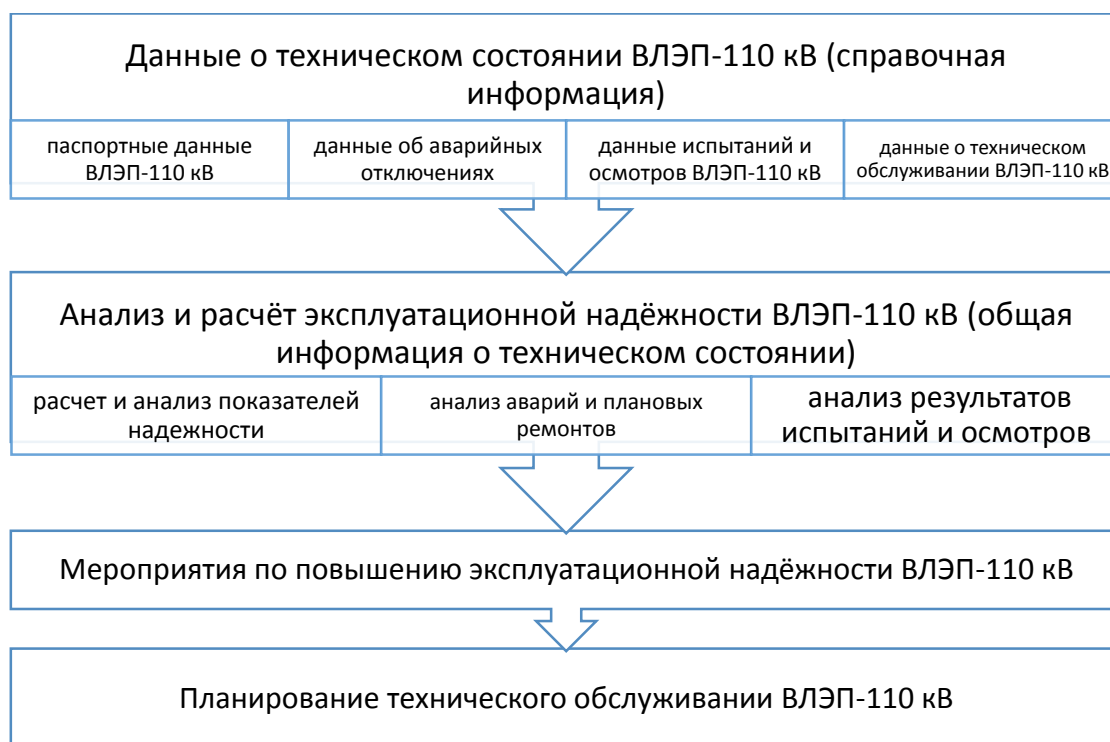 Данные о техническом состоянии ВЛЭП-110 кВ (справочная
информация)
паспортные данные
ВЛЭП-110 кВ
данные об аварийных
отключениях
данные испытаний и
осмотров ВЛЭП-110 кВ
данные о техническом
обслуживании ВЛЭП-110 кВ
Анализ и расчёт эксплуатационной надёжности ВЛЭП-110 кВ (общая
информация о техническом состоянии)
расчет и анализ показателей
надежности
анализ аварий и плановых
ремонтов
анализ результатов
испытаний и осмотров
Мероприятия по повышению эксплуатационной надёжности ВЛЭП-110 кВ
Планирование технического обслуживании ВЛЭП-110 кВ